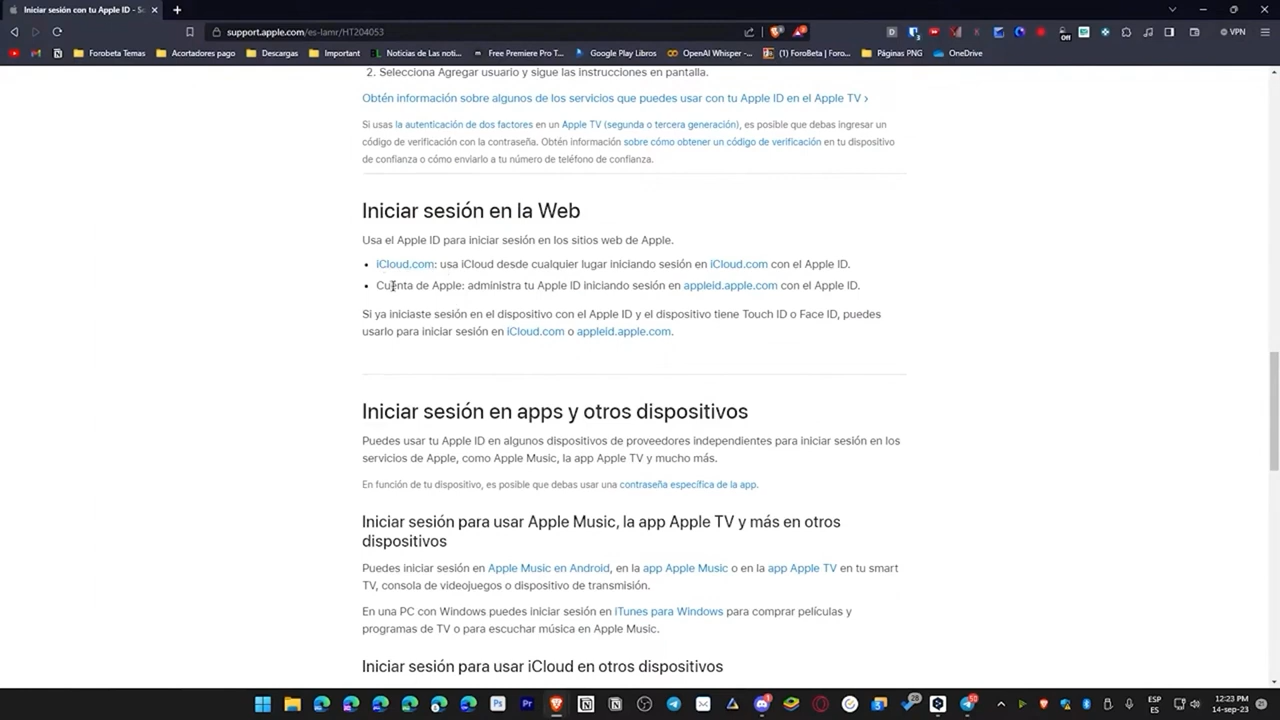 Iniciar sesión con tu Apple ID - So
support.apple.com/es-lamr/HT204053
VPN
Forobeta Temas
Acortadores pago
Descargas
Important
Noticias de Las noti...
Free Premiere Pro T...
Google Play Libros
OpenAI Whisper -...
ForoBeta | Foro...
Páginas PNG
OneDrive
2. Selecciona Agregar usuario y sigue las instrucciones en pantalla.
Obtén información sobre algunos de los servicios que puedes usar con tu Apple ID en el Apple TV >
Si usas la autenticación de dos factores en un Apple TV (segunda o tercera generación), es posible que debas ingresar un
código de verificación con la contraseña. Obtén información sobre cómo obtener un código de verificación en tu dispositivo
de confianza o cómo enviarlo a tu número de teléfono de confianza.
Iniciar sesión en la Web
Usa el Apple ID para iniciar sesión en los sitios web de Apple.
• iCloud.com: usa iCloud desde cualquier lugar iniciando sesión en iCloud.com con el Apple ID.
• Cuenta de Apple: administra tu Apple ID iniciando sesión en appleid.apple.com con el Apple ID.
Si ya iniciaste sesión en el dispositivo con el Apple ID y el dispositivo tiene Touch ID o Face ID, puedes
usarlo para iniciar sesión en iCloud.com o appleid.apple.com.
Iniciar sesión en apps y otros dispositivos
Puedes usar tu Apple ID en algunos dispositivos de proveedores independientes para iniciar sesión en los
servicios de Apple, como Apple Music, la app Apple TV y mucho más.
En función de tu dispositivo, es posible que debas usar una contraseña específica de la app.
Iniciar sesión para usar Apple Music, la app Apple TV y más en otros
dispositivos
Puedes iniciar sesión en Apple Music en Android, en la app Apple Music o en la app Apple TV en tu smart
TV, consola de videojuegos o dispositivo de transmisión.
En una PC con Windows puedes iniciar sesión en iTunes para Windows para comprar películas y
programas de TV o para escuchar música en Apple Music.
Iniciar sesión para usar iCloud en otros dispositivos
28
ESP
ES
12:23 PM
14-sep-23